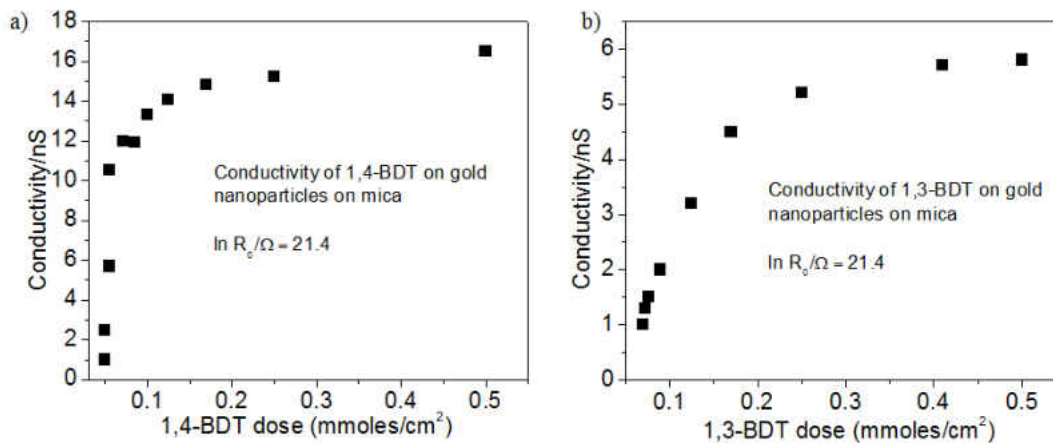 a)
18
16
14
12
10
8
6
4
2
0
Conductivity/nS
Conductivity of 1,4-BDT on gold
nanoparticles on mica
ln R₀/Ω = 21.4
0.1 0.2 0.3 0.4 0.5
1,4-BDT dose (mmoles/cm²)
b)
6
5
4
3
2
1
0
Conductivity/nS
Conductivity of 1,3-BDT on gold
nanoparticles on mica
ln R₀/Ω = 21.4
0.1 0.2 0.3 0.4 0.5
1,3-BDT dose (mmoles/cm²)